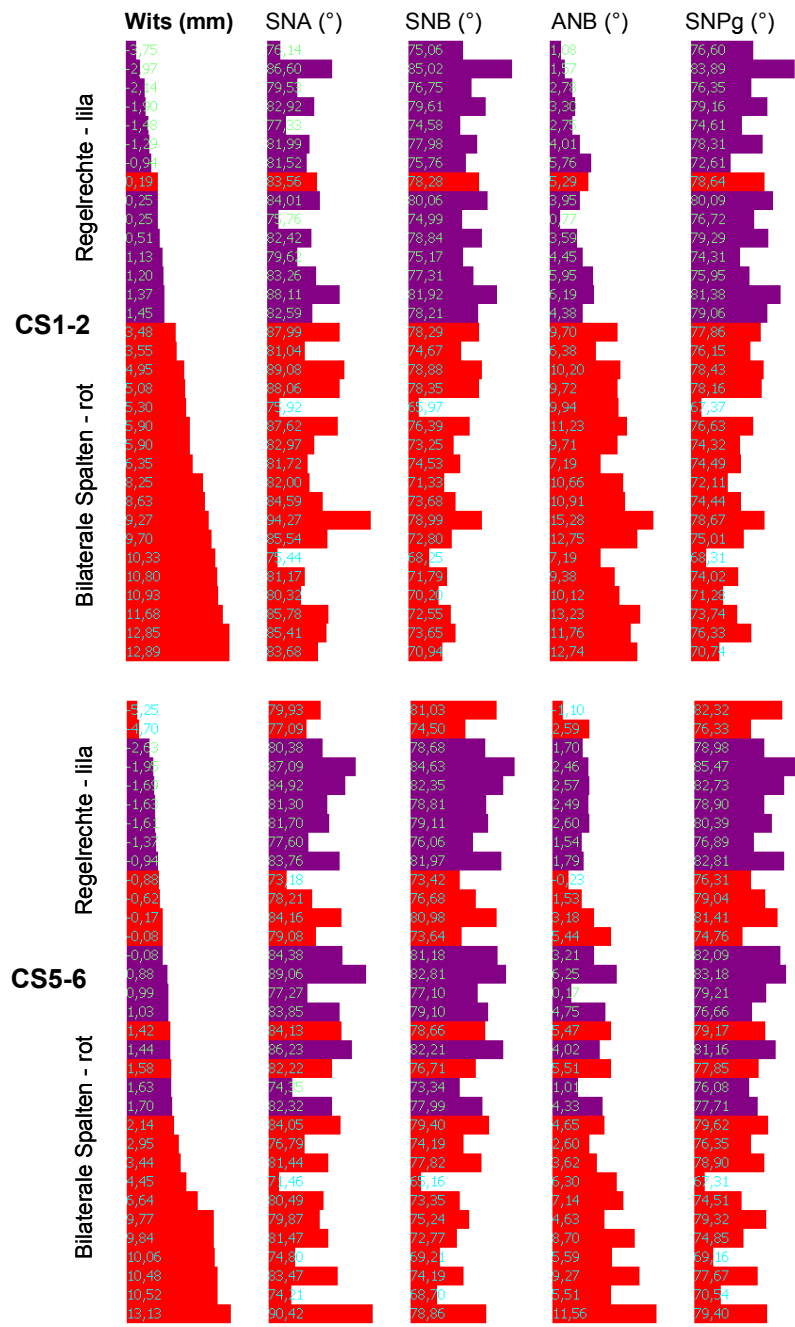 Wits (mm) SNA (°) SNB (°) ANB (°) SNPg (°)
-3,75 76,14 75,06 1,08 76,60
-2,97 86,60 85,02 1,57 83,89
-2,14 79,53 76,75 2,78 76,35
-1,90 82,92 79,61 3,30 79,16
-1,48 77,33 74,58 2,75 74,61
-1,29 81,99 77,98 4,01 78,31
-0,94 81,52 75,76 5,76 72,61
0,19 83,56 78,28 5,29 78,64
0,25 84,01 80,06 3,95 80,09
0,25 75,76 74,99 0,77 76,72
0,51 82,42 78,84 3,59 79,29
1,13 79,62 75,17 4,45 74,31
1,20 83,26 77,31 5,95 75,95
1,37 88,11 81,92 6,19 81,38
1,45 82,59 78,21 4,38 79,06
3,48 87,99 78,29 9,70 77,86
3,55 81,04 74,67 6,38 76,15
4,95 89,08 78,88 10,20 78,43
5,08 88,06 78,35 9,72 78,16
5,30 75,92 65,97 9,94 67,37
5,90 87,62 76,39 11,23 76,63
5,90 82,97 73,25 9,71 74,32
6,35 81,72 74,53 7,19 74,49
8,25 82,00 71,33 10,66 72,11
8,63 84,59 73,68 10,91 74,44
9,27 94,27 78,99 15,28 78,67
9,70 85,54 72,80 12,75 75,01
10,33 75,44 68,25 7,19 68,31
10,80 81,17 71,79 9,38 74,02
10,93 80,32 70,20 10,12 71,28
11,68 85,78 72,55 13,23 73,74
12,85 85,41 73,65 11,76 76,33
12,89 83,68 70,94 12,74 70,74
Regelrechte - lila
CS1-2
Bilaterale Spalten - rot
-5,25 79,93 81,03 -1,10 82,32
-4,70 77,09 74,50 2,59 76,33
-2,63 80,38 78,68 1,70 78,98
-1,95 87,09 84,63 2,46 85,47
-1,69 84,92 82,35 2,57 82,73
-1,63 81,30 78,81 2,49 78,90
-1,61 81,70 79,11 2,60 80,39
-1,37 77,60 76,06 1,54 76,89
-0,94 83,76 81,97 1,79 82,81
-0,88 73,18 73,42 -0,23 76,31
-0,62 78,21 76,68 1,53 79,04
-0,17 84,16 80,98 3,18 81,41
-0,08 79,08 73,64 5,44 74,76
-0,08 84,38 81,18 3,21 82,09
0,88 89,06 82,81 6,25 83,18
0,99 77,27 77,10 0,17 79,21
1,03 83,85 79,10 4,75 76,66
1,42 84,13 78,66 5,47 79,17
1,44 86,23 82,21 4,02 81,16
1,58 82,22 76,71 5,51 77,85
1,63 74,35 73,34 1,01 76,08
1,70 82,32 77,99 4,33 77,71
2,14 84,05 79,40 4,65 79,62
2,95 76,79 74,19 2,60 76,35
3,44 81,44 77,82 3,62 78,90
4,45 71,46 65,16 6,30 67,31
6,64 80,49 73,35 7,14 74,51
9,77 79,87 75,24 4,63 79,32
9,84 81,47 72,77 8,70 74,85
10,06 74,80 69,21 5,59 69,16
10,48 83,47 74,19 9,27 77,67
10,52 74,21 68,70 5,51 70,54
13,13 90,42 78,86 11,56 79,40
Regelrechte - lila
CS5-6
Bilaterale Spalten - rot